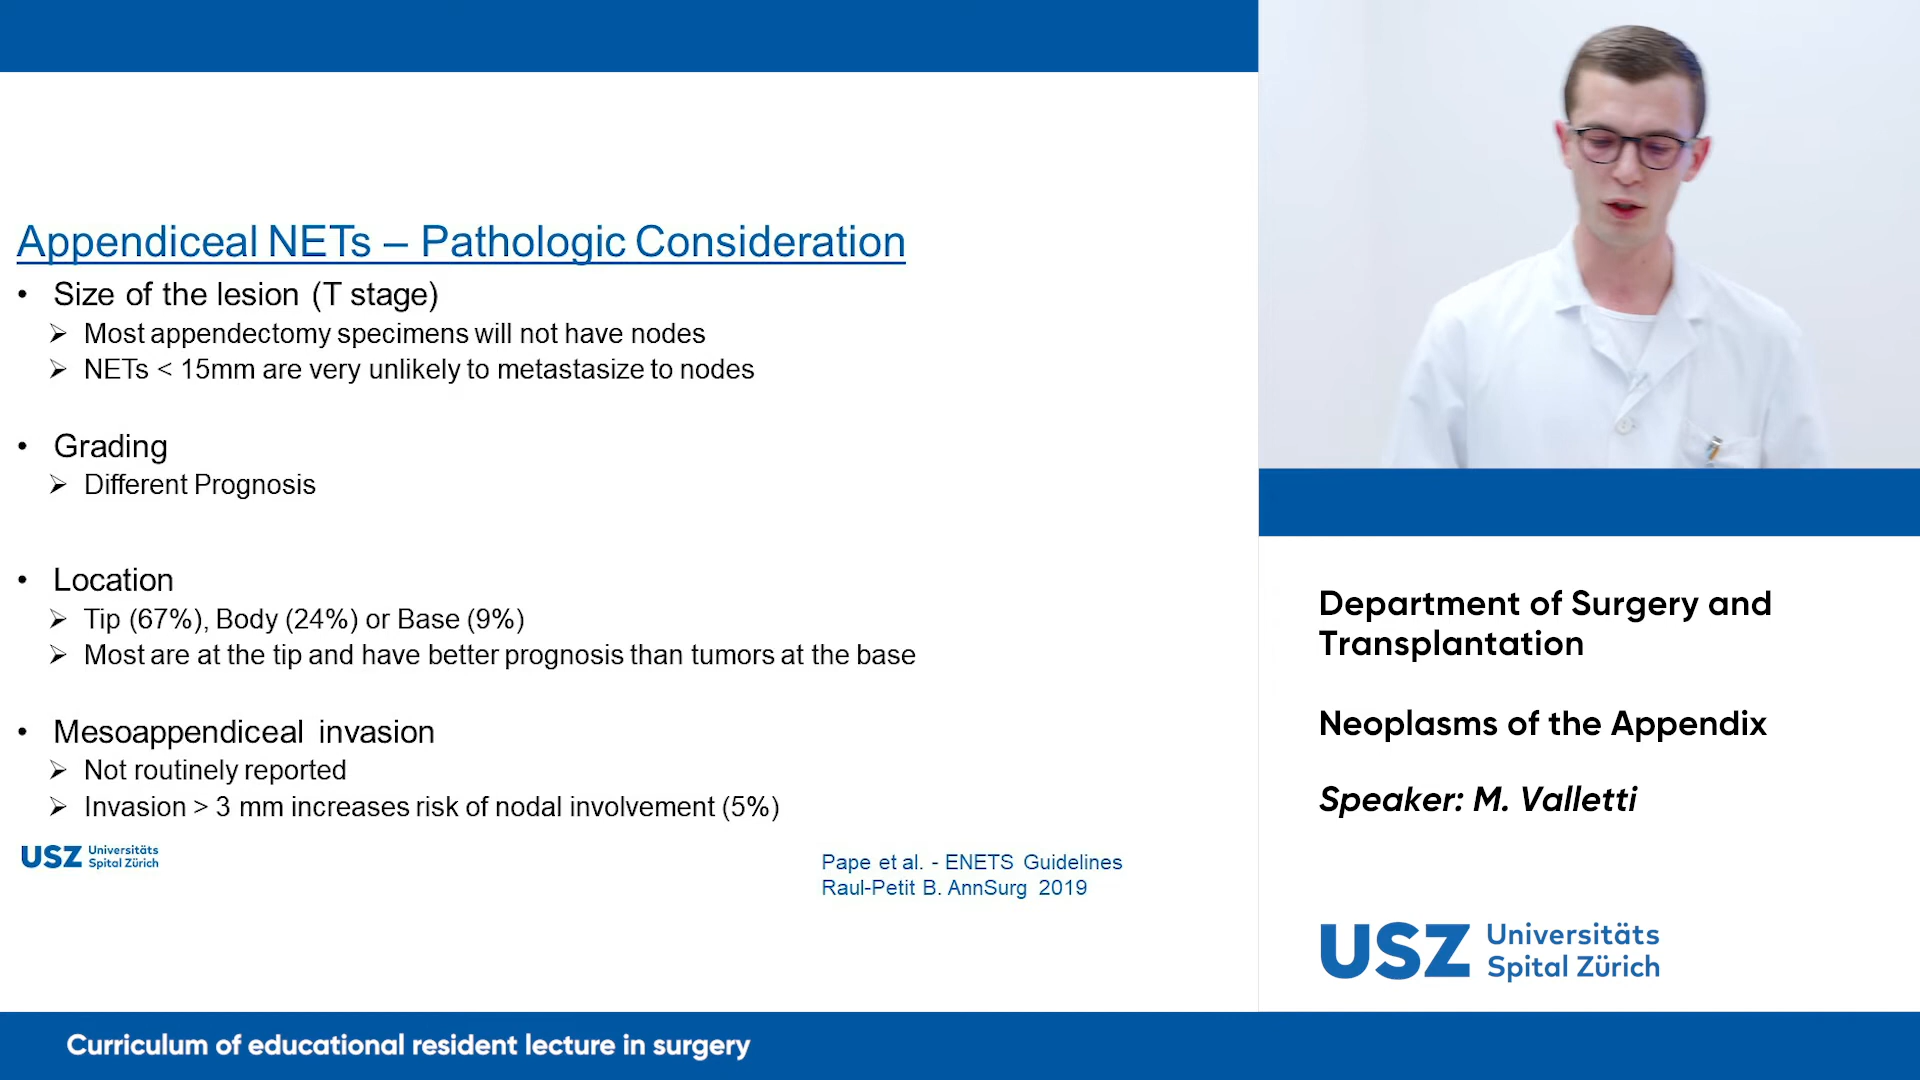 Appendiceal NETs – Pathologic Consideration
• Size of the lesion (T stage)
➢ Most appendectomy specimens will not have nodes
➢ NETs < 15mm are very unlikely to metastasize to nodes
• Grading
➢ Different Prognosis
• Location
➢ Tip (67%), Body (24%) or Base (9%)
➢ Most are at the tip and have better prognosis than tumors at the base
• Mesoappendiceal invasion
➢ Not routinely reported
➢ Invasion > 3 mm increases risk of nodal involvement (5%)
USZ Universitäts
Spital Zürich
Pape et al. - ENETS Guidelines
Raul-Petit B. AnnSurg 2019
Department of Surgery and
Transplantation
Neoplasms of the Appendix
Speaker: M. Valletti
USZ Universitäts
Spital Zürich
Curriculum of educational resident lecture in surgery